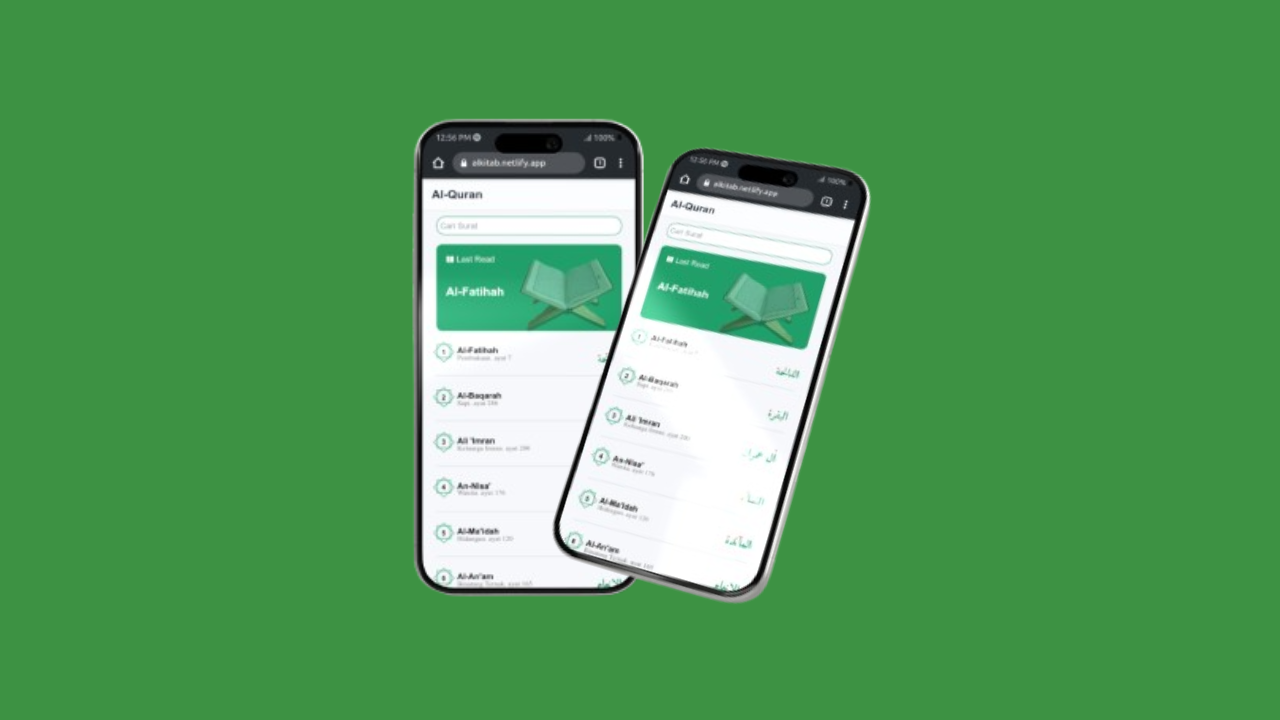 12:56 PM
100%
elkitab.netlify.app
1
Al-Quran
Cari Surat
Last Read
Al-Fatihah
1
Al-Fatihah
Pembukaan, ayat 7
2
Al-Baqarah
Sapi, ayat 286
3
Ali 'Imran
Keluarga Imran, ayat 200
4
An-Nisa'
Wanita, ayat 176
5
Al-Ma'idah
Hidangan, ayat 120
6
Al-An'am
Binatang Ternak, ayat 165
12:56 PM
100%
elkitab.netlify.app
1
Al-Quran
Cari Surat
Last Read
Al-Fatihah
1
Al-Fatihah
الفاتحة
2
Al-Baqarah
البقرة
3
Ali 'Imran
Keluarga Imran, ayat 200
4
An-Nisa'
Wanita, ayat 176
5
Al-Ma'idah
Hidangan, ayat 120
المائدة
6
Al-An'am
Binatang Ternak, ayat 165